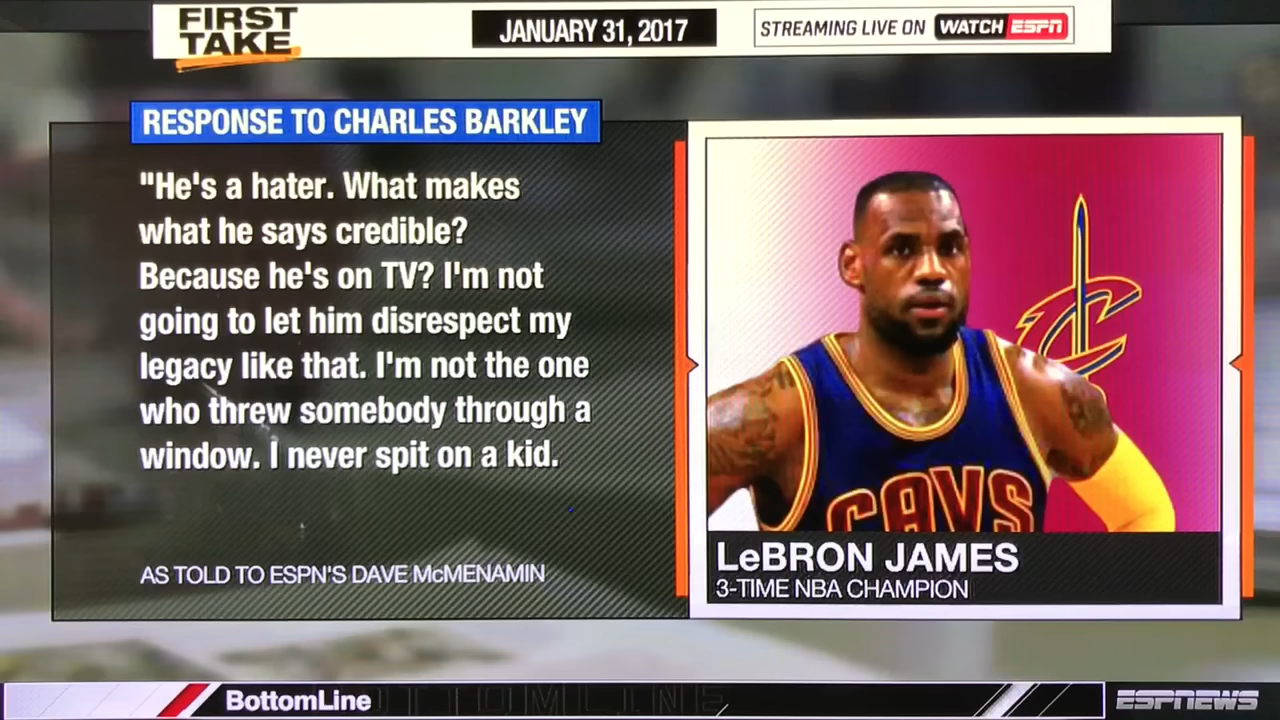 FIRST
TAKE
JANUARY 31, 2017
STREAMING LIVE ON WATCH ESPN
RESPONSE TO CHARLES BARKLEY
"He's a hater. What makes
what he says credible?
Because he's on TV? I'm not
going to let him disrespect my
legacy like that. I'm not the one
who threw somebody through a
window. I never spit on a kid.
AS TOLD TO ESPN'S DAVE McMENAMIN
CAVS
LeBRON JAMES
3-TIME NBA CHAMPION
BottomLine
BOTTOMLINE
ESPNEWS